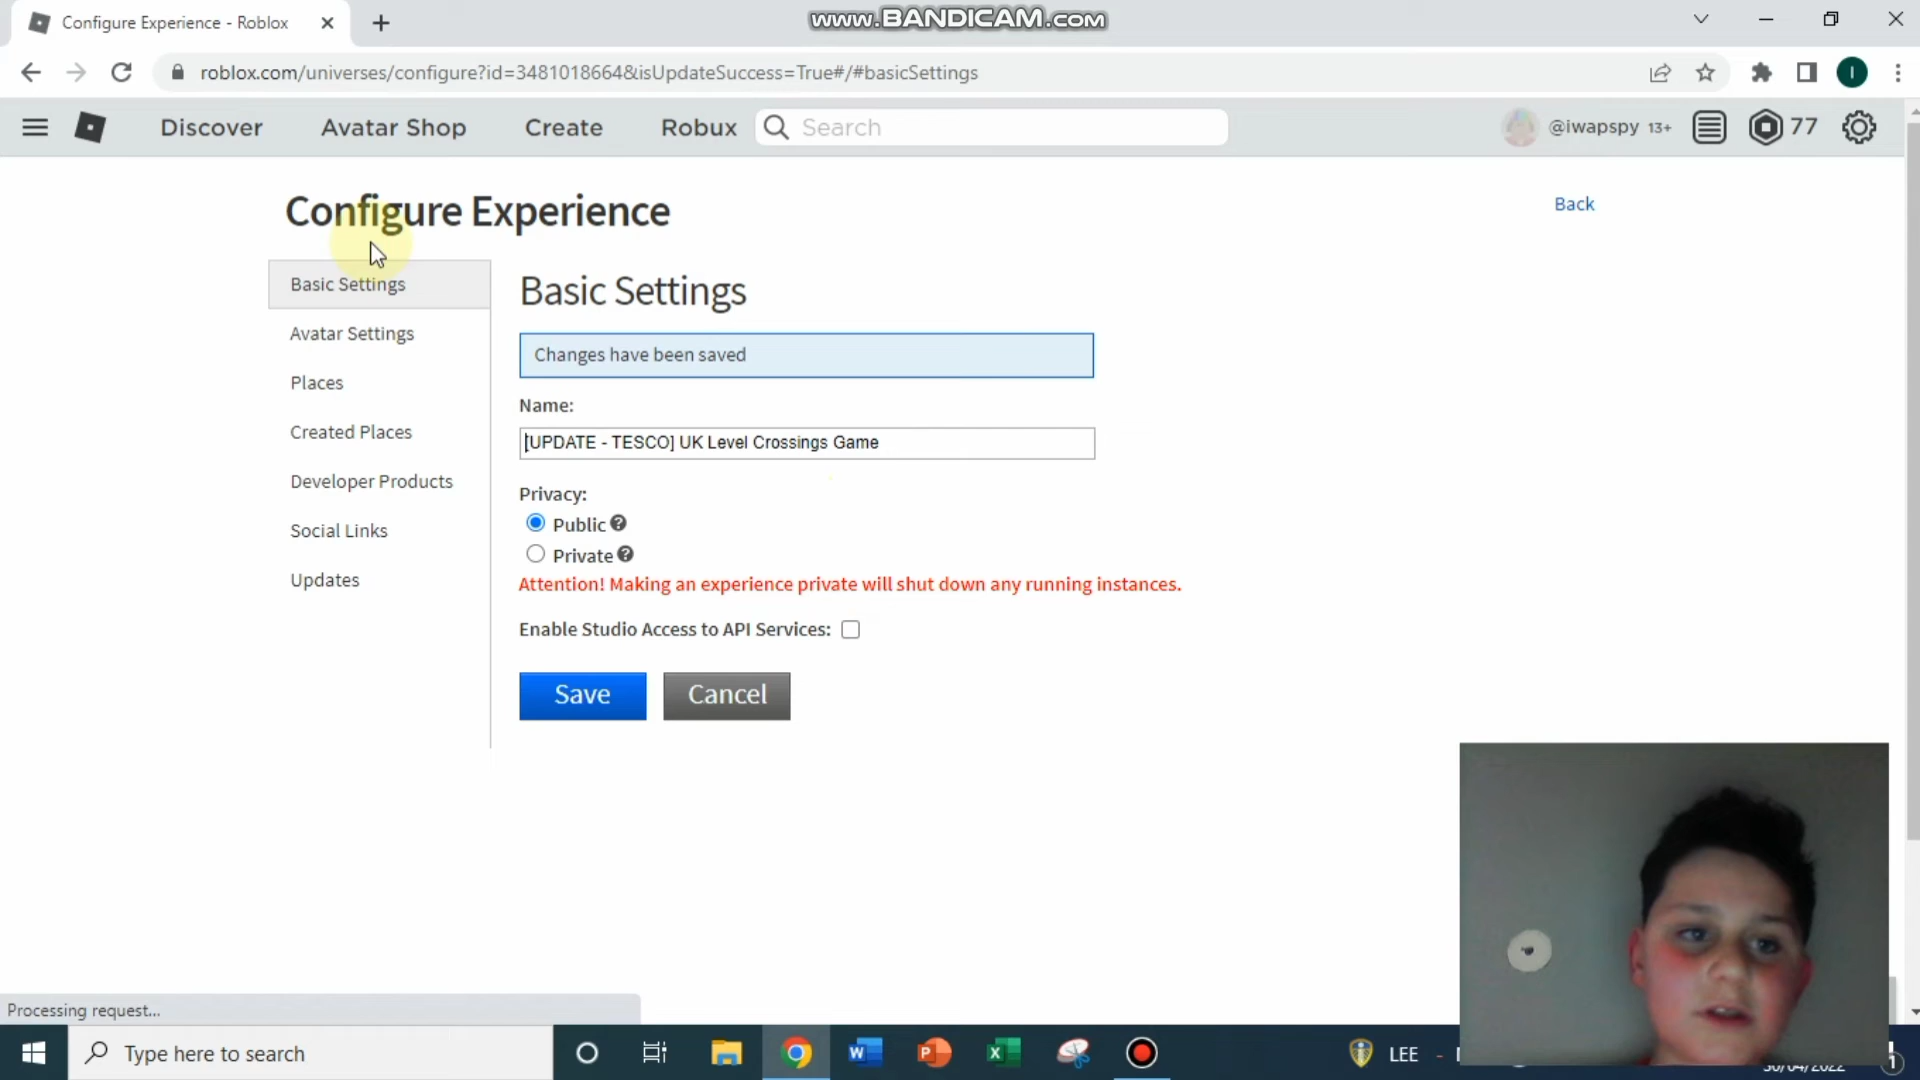 Configure Experience - Roblox
www.BANDICAM.com
roblox.com/universes/configure?id=3481018664&isUpdateSuccess=True#/#basicSettings
I
Discover
Avatar Shop
Create
Robux
Search
@iwapspy 13+
77
Configure Experience
Back
Basic Settings
Avatar Settings
Places
Created Places
Developer Products
Social Links
Updates
Basic Settings
Changes have been saved
Name:
[UPDATE - TESCO] UK Level Crossings Game
Privacy:
Public
Private
Attention! Making an experience private will shut down any running instances.
Enable Studio Access to API Services:
Save
Cancel
Processing request...
Type here to search
LEE -
30/04/2022
1